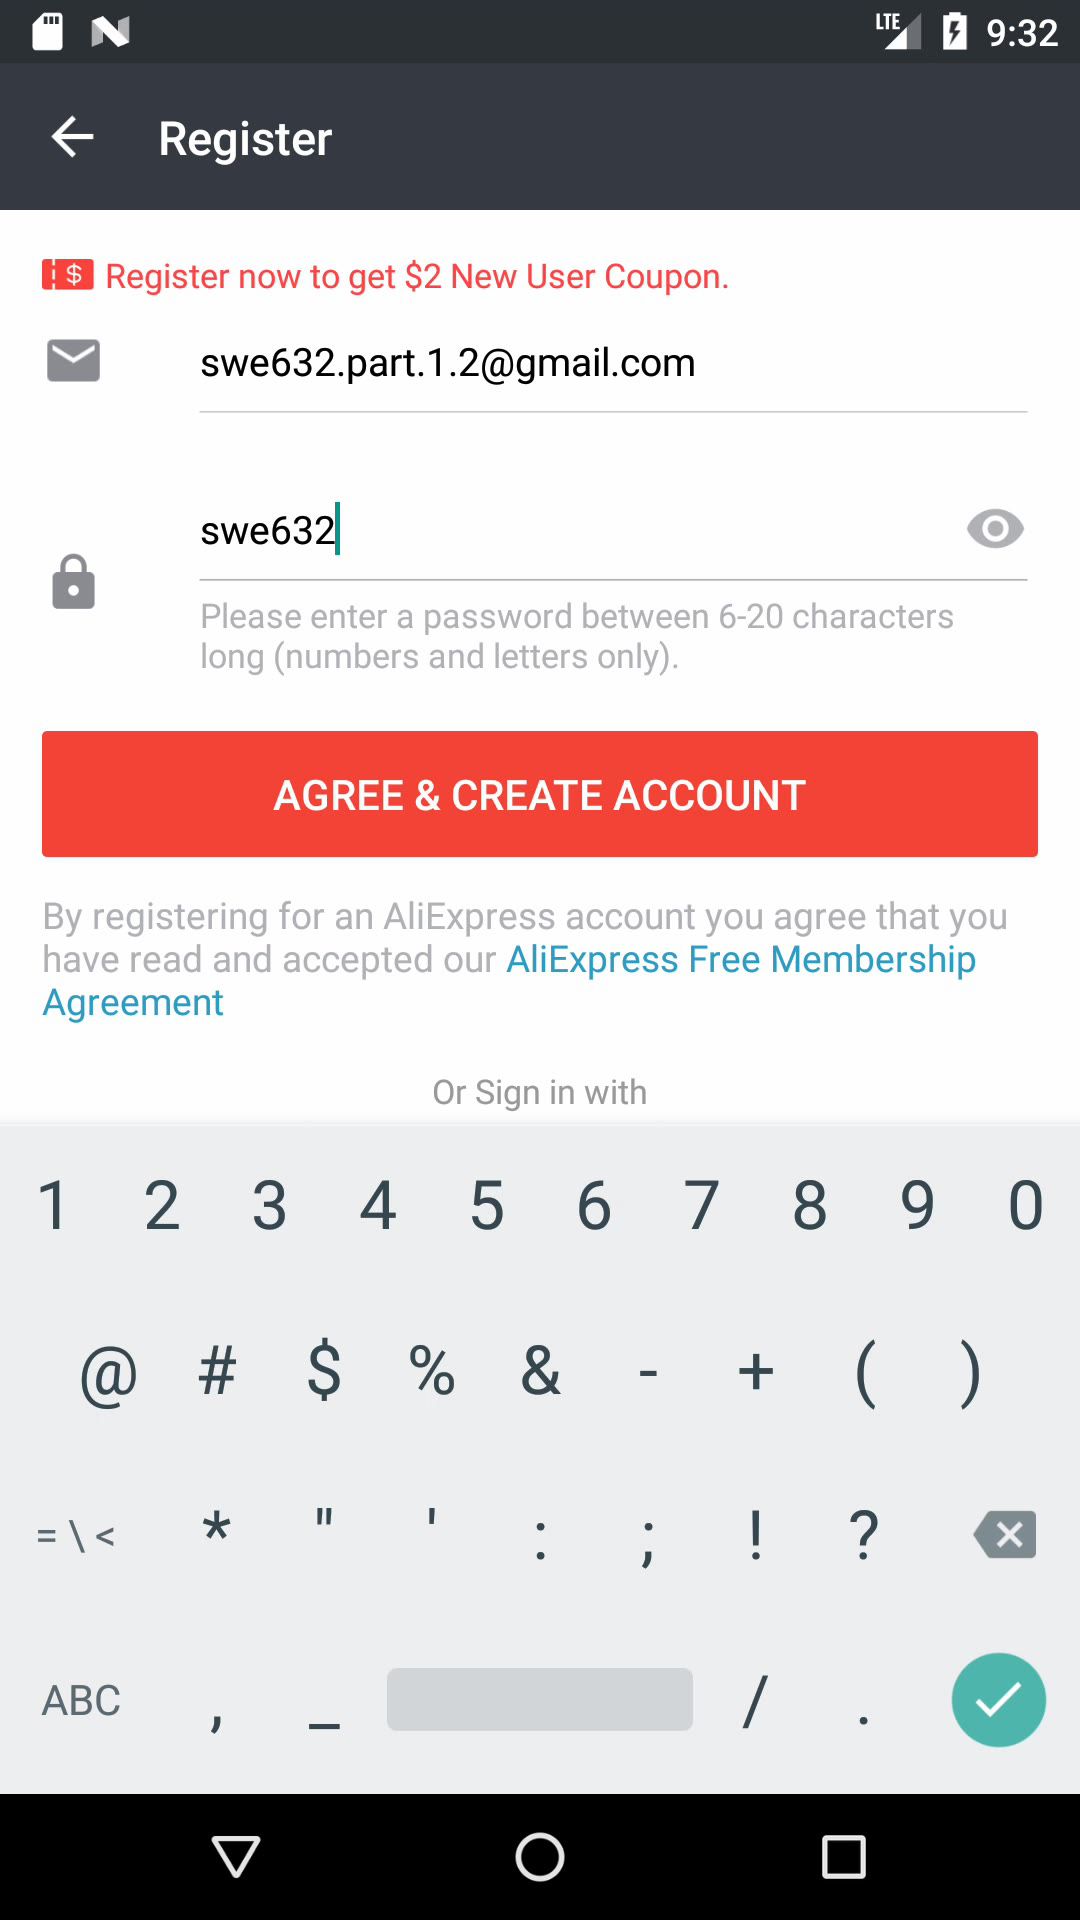 LTE 9:32
Register
$ Register now to get $2 New User Coupon.
swe632.part.1.2@gmail.com
swe632
Please enter a password between 6-20 characters
long (numbers and letters only).
AGREE & CREATE ACCOUNT
By registering for an AliExpress account you agree that you
have read and accepted our AliExpress Free Membership
Agreement
Or Sign in with
1 2 3 4 5 6 7 8 9 0
@ # $ % & - + ( )
= \ < * " ' : ; ! ?
ABC , _ / .